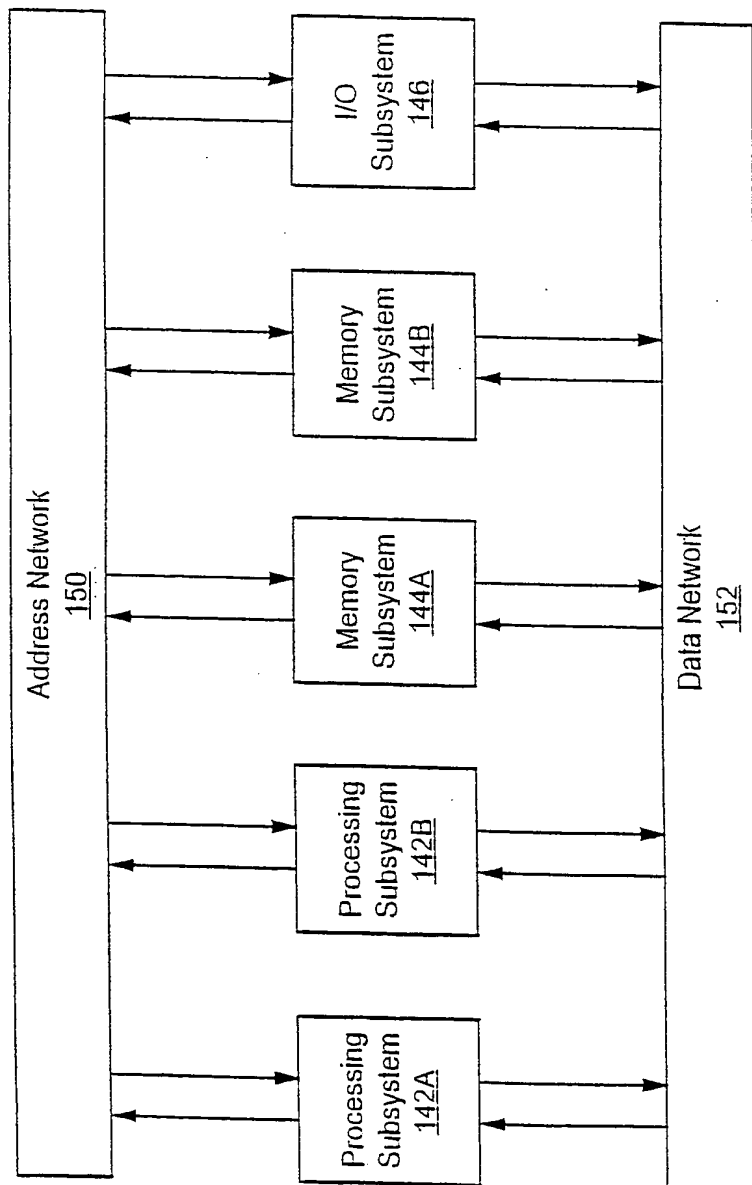 Address Network
150
Processing
Subsystem
142A
Processing
Subsystem
142B
Memory
Subsystem
144A
Memory
Subsystem
144B
I/O
Subsystem
146
Data Network
152